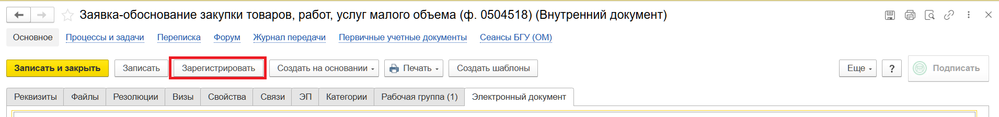 Заявка-обоснование закупки товаров, работ, услуг малого объема (ф. 0504518) (Внутренний документ)
Основное Процессы и задачи Переписка Форум Журнал передачи Первичные учетные документы Сеансы БГУ (ОМ)
Записать и закрыть Записать Зарегистрировать Создать на основании Печать Создать шаблоны Еще ? Подписать
Реквизиты Файлы Резолюции Визы Свойства Связи ЭП Категории Рабочая группа (1) Электронный документ